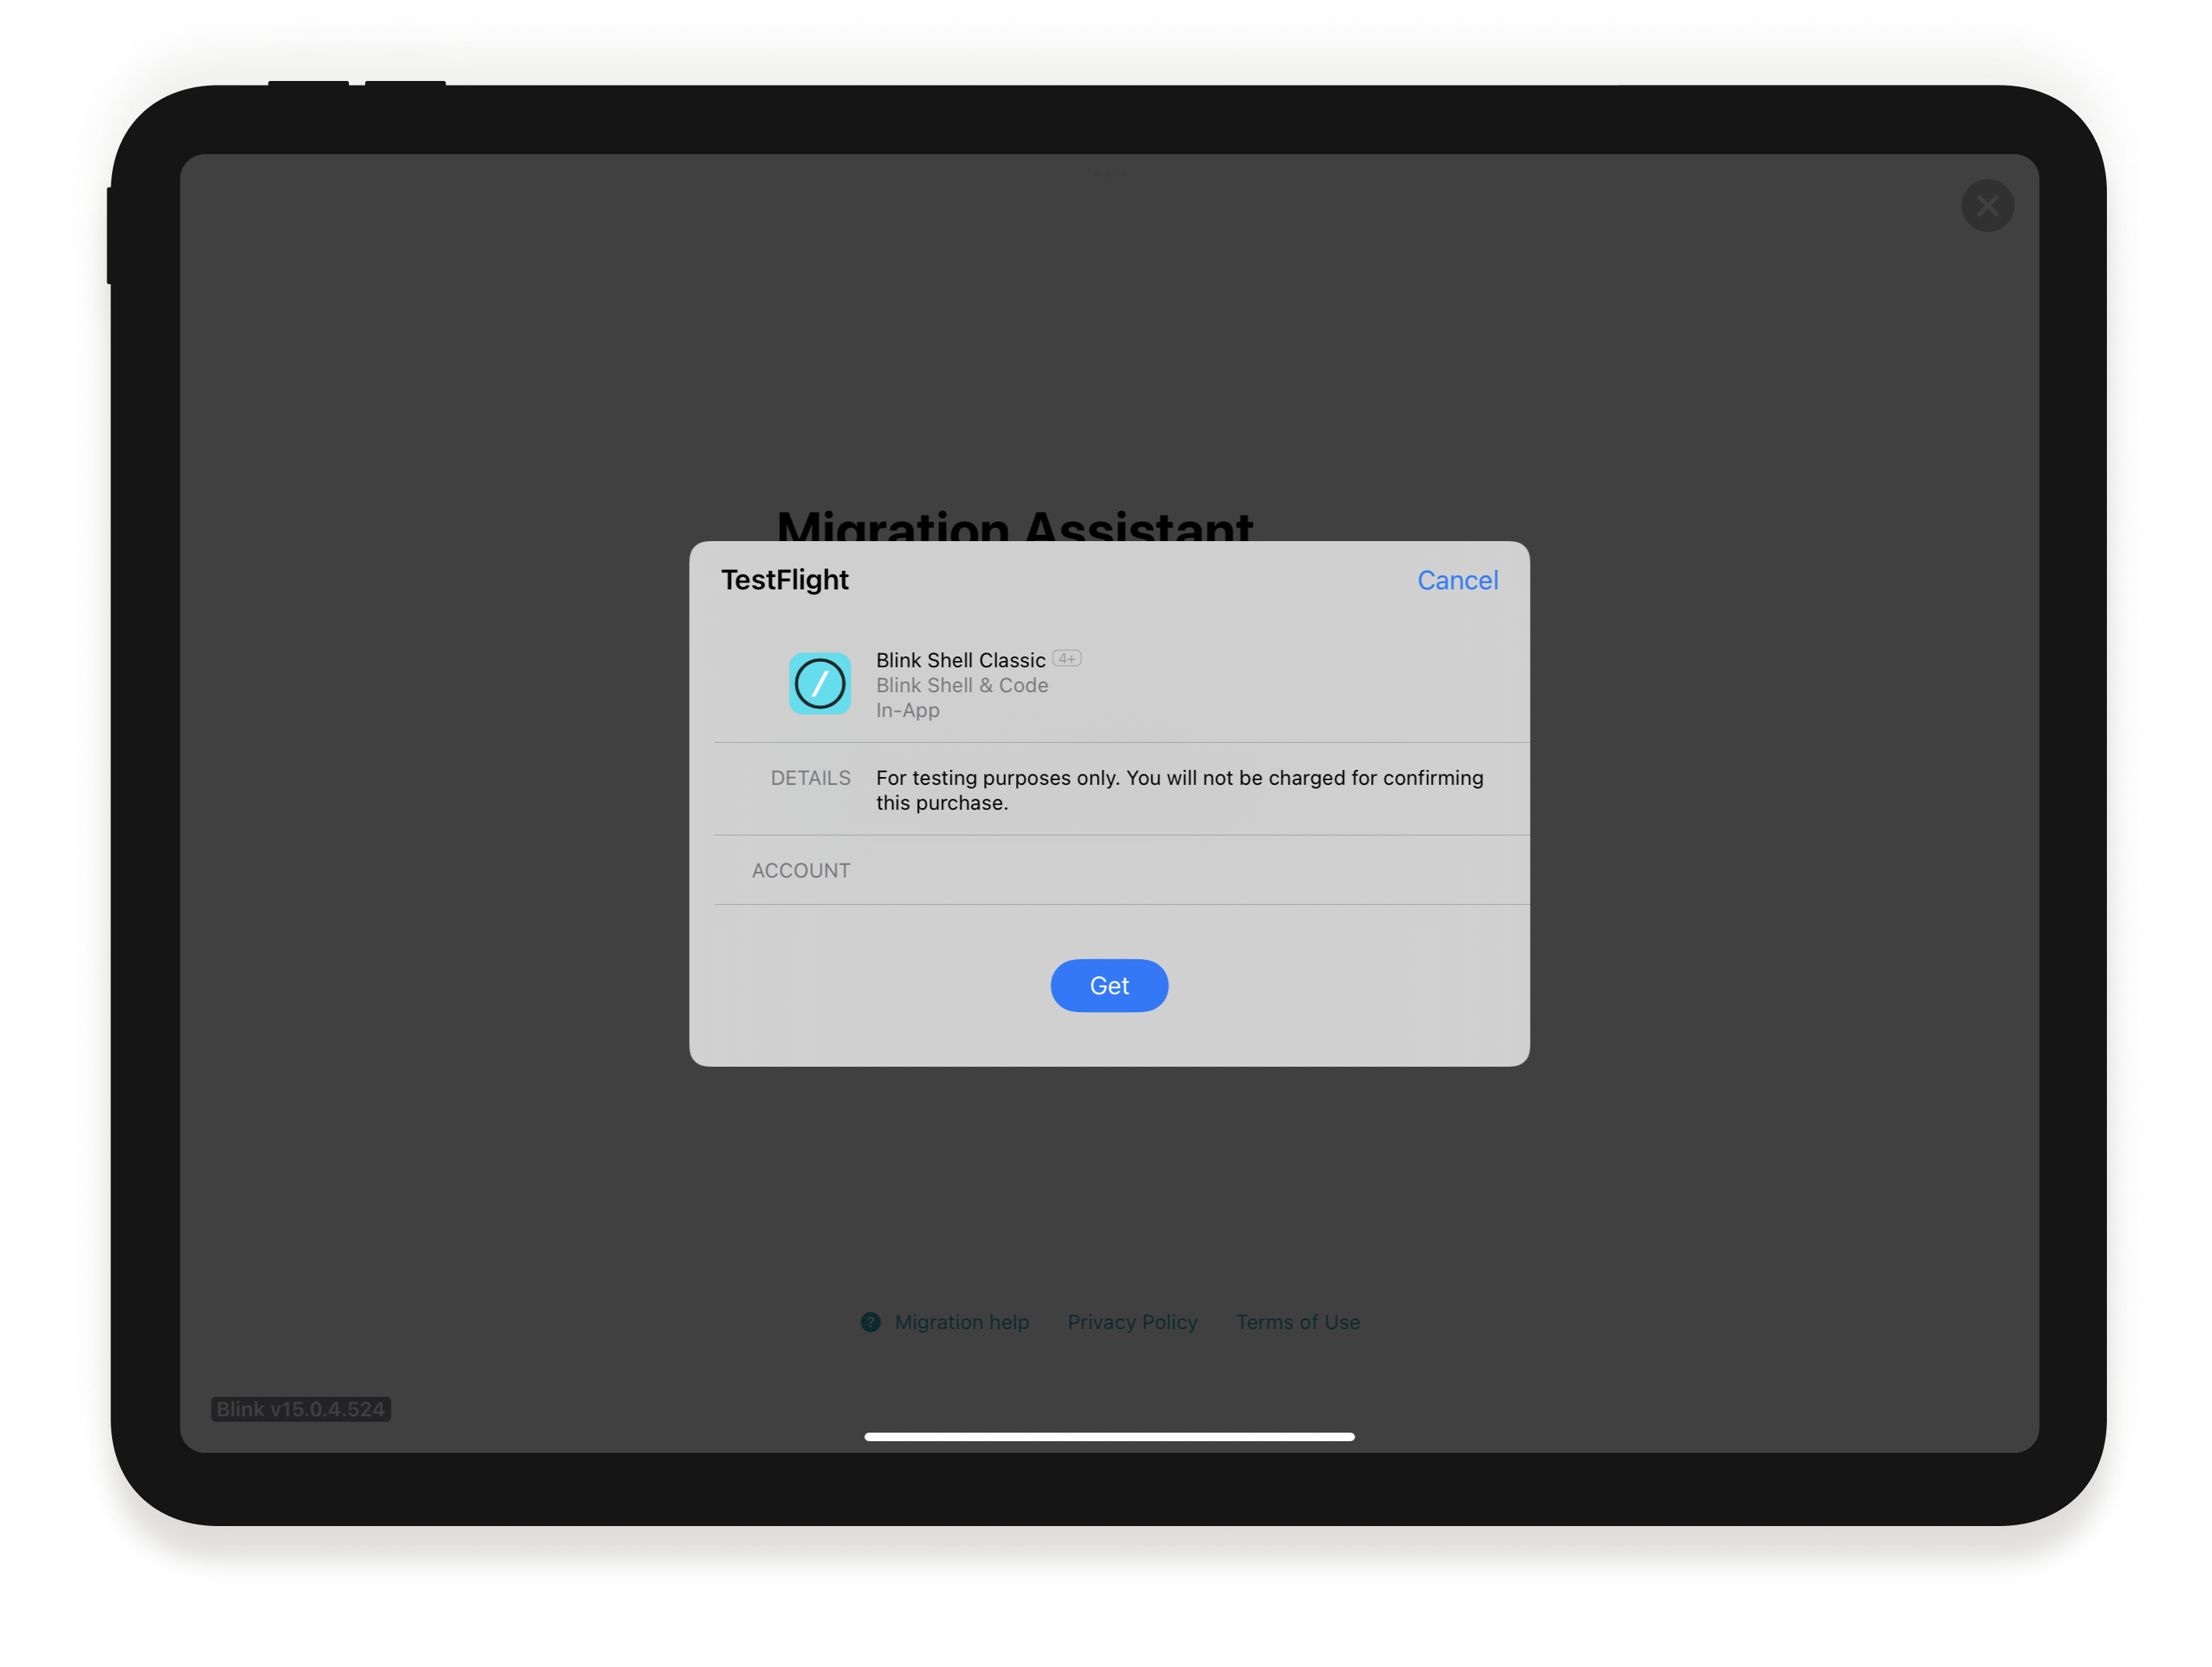 Migration Assistant
TestFlight
Cancel
Blink Shell Classic 4+
Blink Shell & Code
In-App
DETAILS
For testing purposes only. You will not be charged for confirming
this purchase.
ACCOUNT
Get
? Migration help
Privacy Policy
Terms of Use
Blink v15.0.4.524